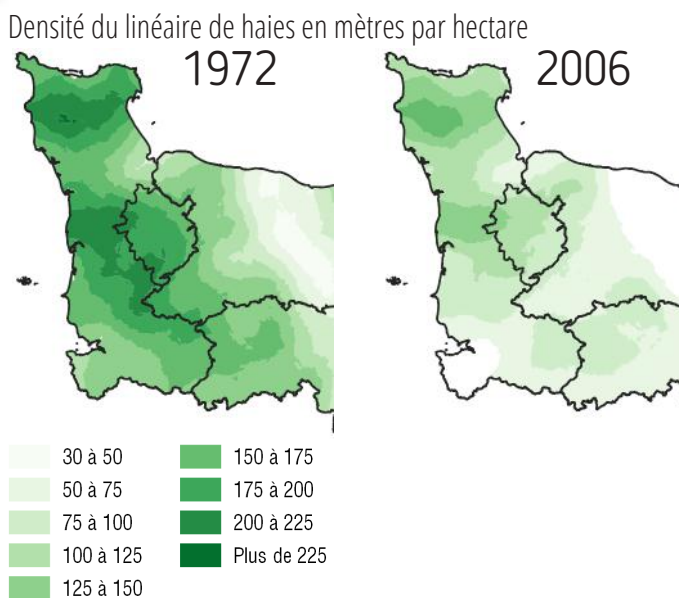 Densité du linéaire de haies en mètres par hectare
1972
2006
30 à 50
50 à 75
75 à 100
100 à 125
125 à 150
150 à 175
175 à 200
200 à 225
Plus de 225